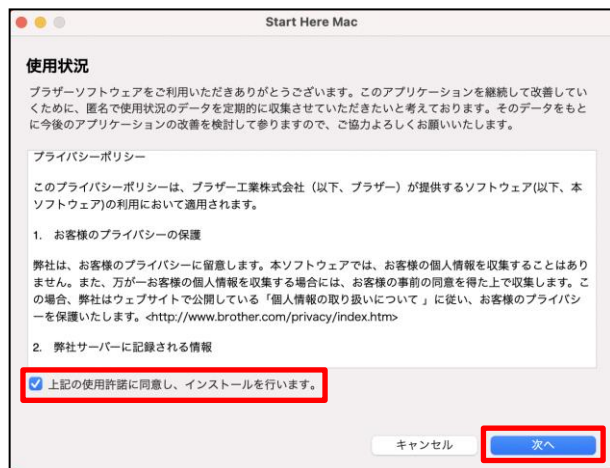 Start Here Mac
使用状況
ブラザーソフトウェアをご利用いただきありがとうございます。このアプリケーションを継続して改善してい
くために、匿名で使用状況のデータを定期的に収集させていただきたいと考えております。そのデータをもと
に今後のアプリケーションの改善を検討して参りますので、ご協力よろしくお願いいたします。
プライバシーポリシー
このプライバシーポリシーは、ブラザー工業株式会社（以下、ブラザー）が提供するソフトウェア(以下、本
ソフトウェア)の利用において適用されます。
1. お客様のプライバシーの保護
弊社は、お客様のプライバシーに留意します。本ソフトウェアでは、お客様の個人情報を収集することはあり
ません。また、万が一お客様の個人情報を収集する場合には、お客様の事前の同意を得た上で収集します。こ
の場合、弊社はウェブサイトで公開している「個人情報の取り扱いについて 」に従い、お客様のプライバシ
ーを保護いたします。<http://www.brother.com/privacy/index.htm>
2. 弊社サーバーに記録される情報
上記の使用許諾に同意し、インストールを行います。
キャンセル
次へ